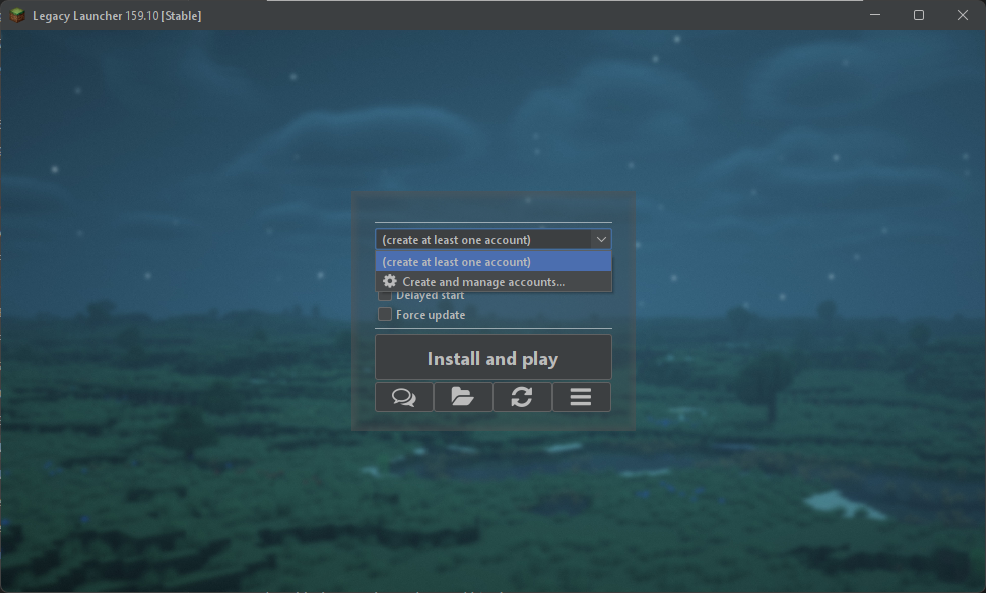 Legacy Launcher 159.10 [Stable]
(create at least one account)
(create at least one account)
Create and manage accounts...
Delayed start
Force update
Install and play